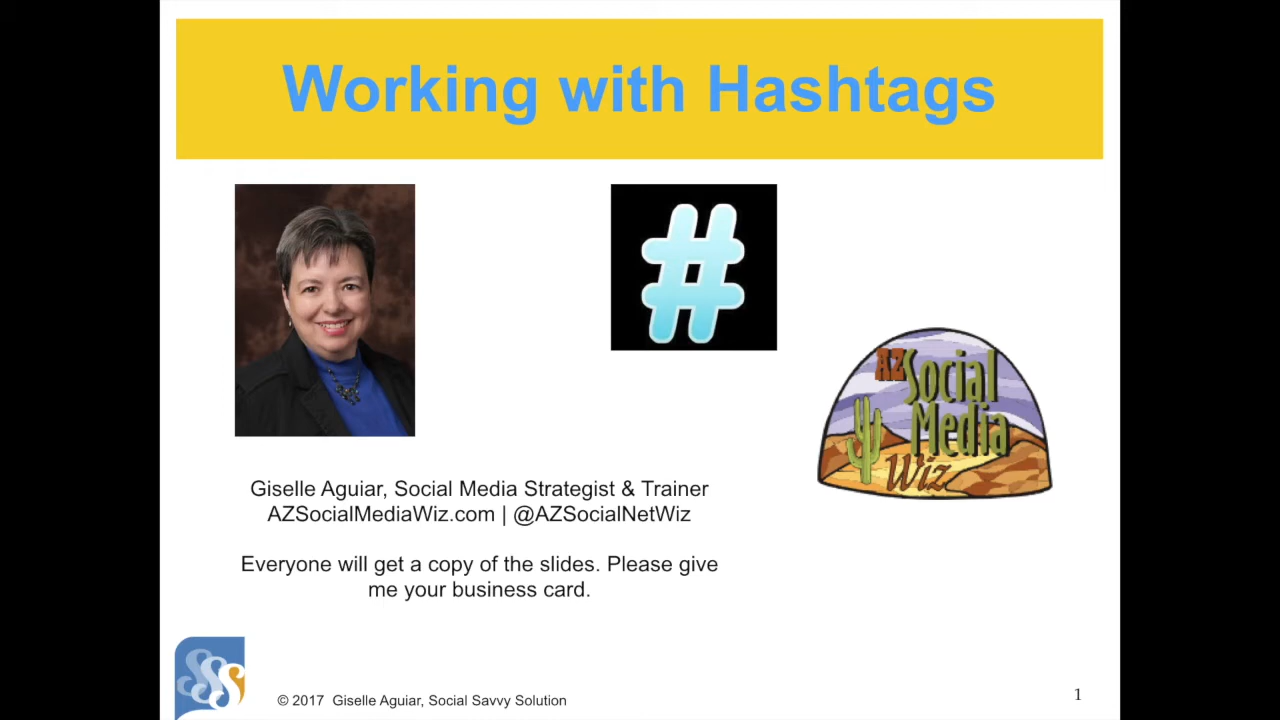 Working with Hashtags
#
AZ Social
Media
Wiz
Giselle Aguiar, Social Media Strategist & Trainer
AZSocialMediaWiz.com | @AZSocialNetWiz
Everyone will get a copy of the slides. Please give
me your business card.
SSS
© 2017  Giselle Aguiar, Social Savvy Solution
1